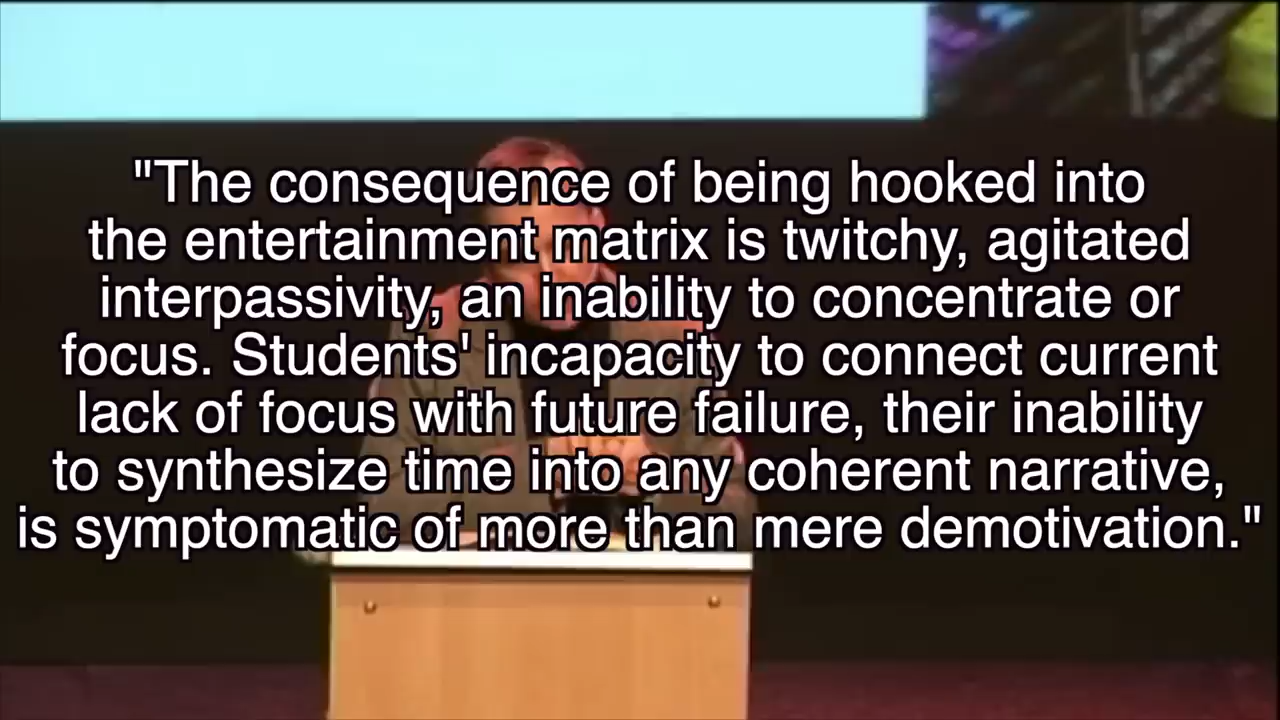 "The consequence of being hooked into
the entertainment matrix is twitchy, agitated
interpassivity, an inability to concentrate or
focus. Students' incapacity to connect current
lack of focus with future failure, their inability
to synthesize time into any coherent narrative,
is symptomatic of more than mere demotivation."